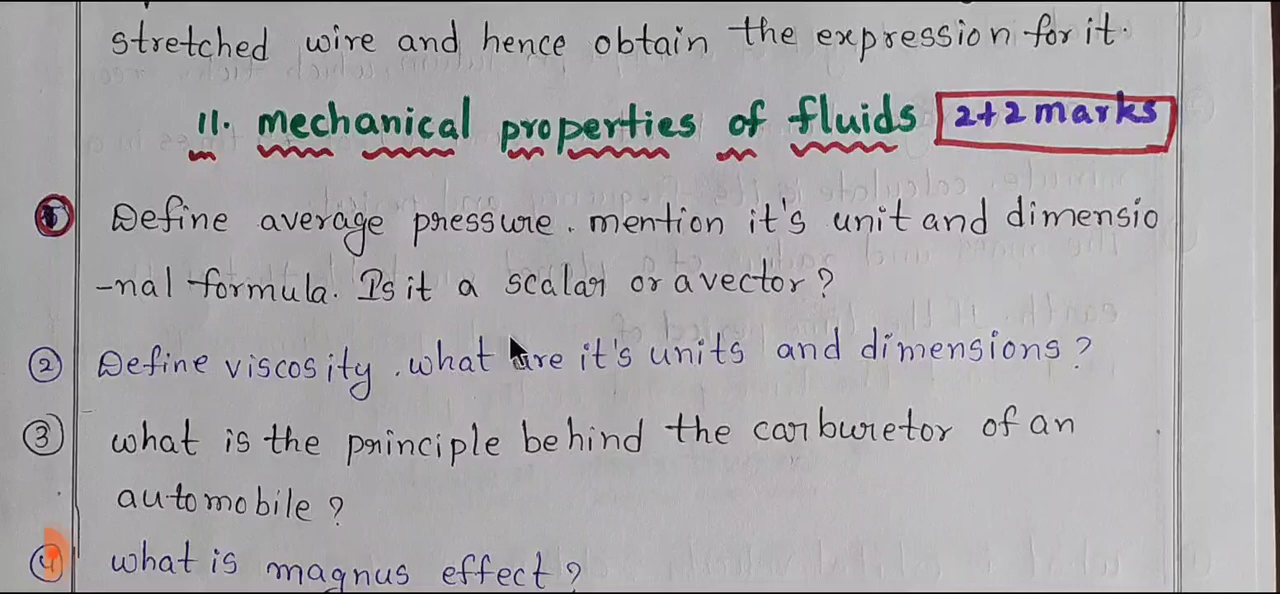 stretched wire and hence obtain the expression for it.
11. mechanical properties of fluids 2+2 marks
Define average pressure. mention it's unit and dimensio
-nal formula. Is it a scalar or a vector?
② Define viscosity. what are it's units and dimensions?
③ what is the principle behind the carburetor of an
automobile?
④ what is magnus effect?